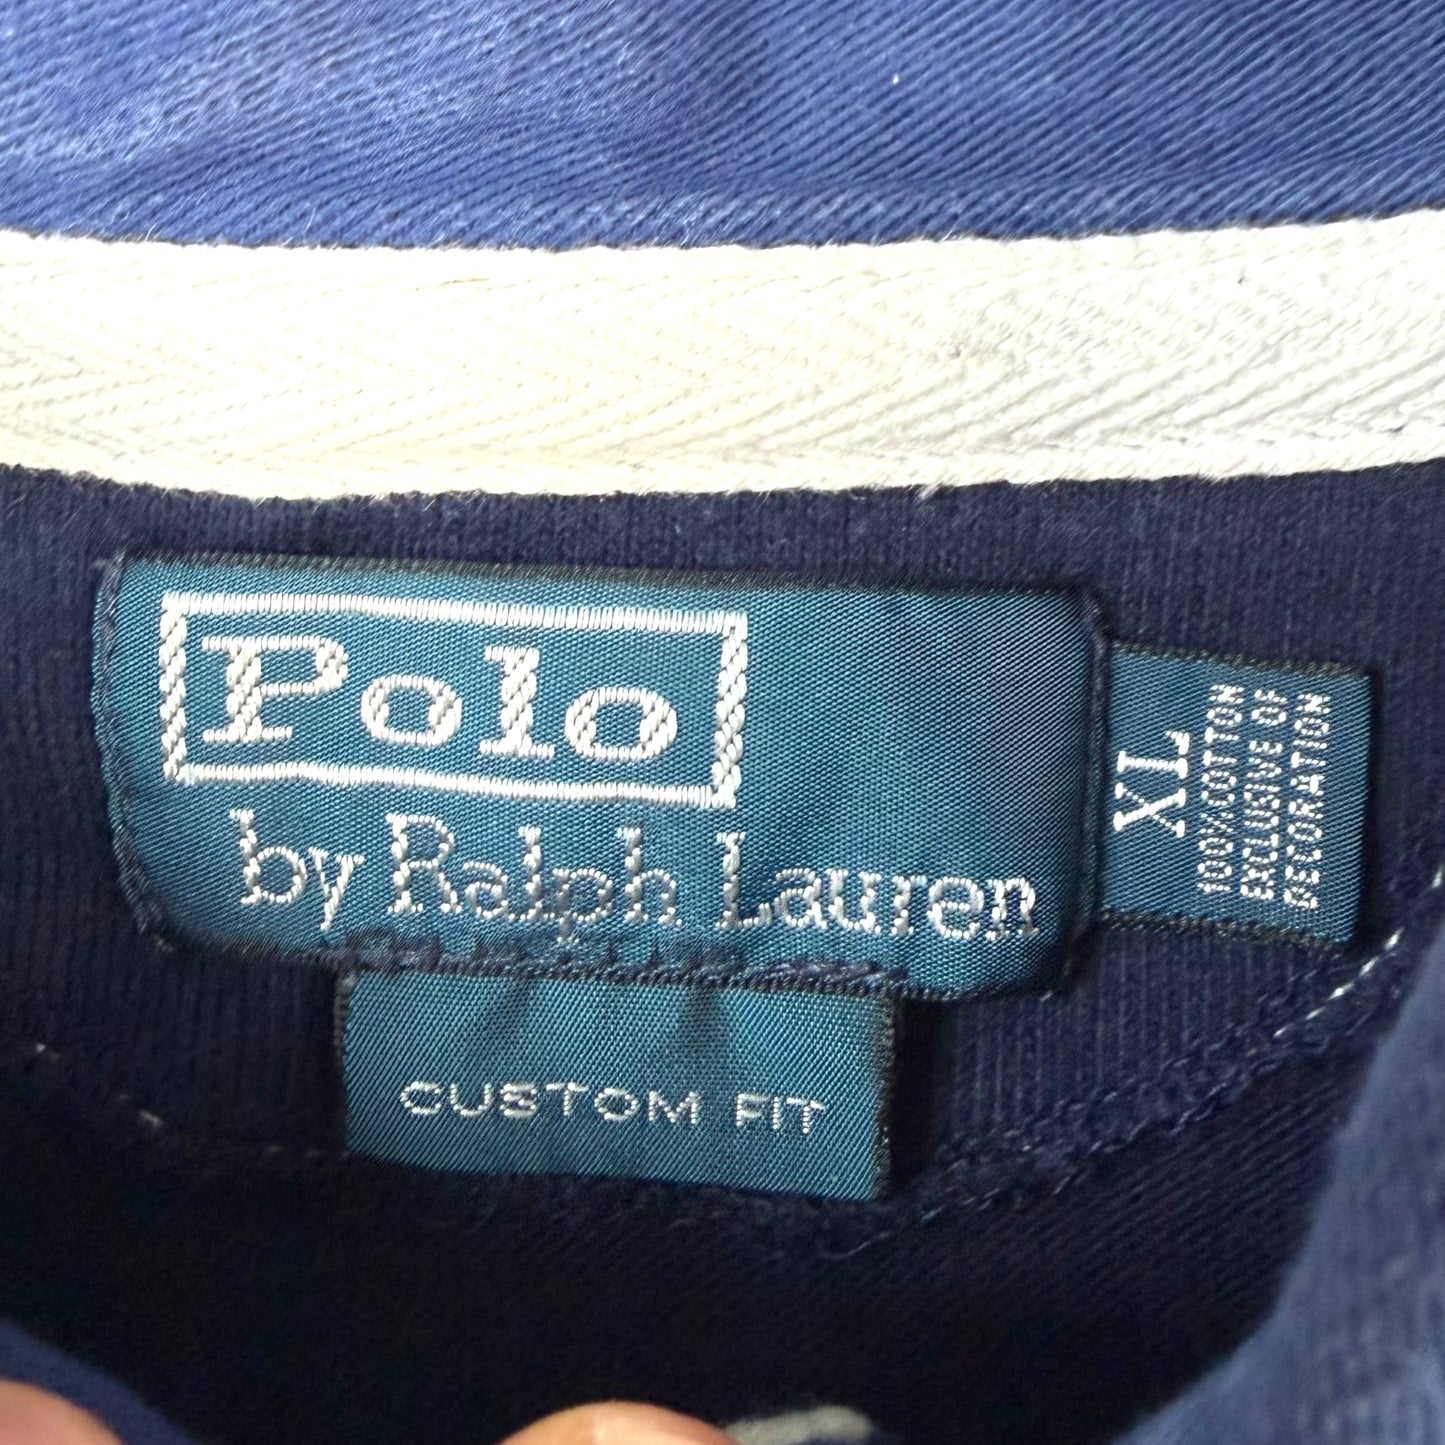 Polo
by Ralph Lauren
XL
100% COTTON
EXCLUSIVE OF
DECORATION
CUSTOM FIT